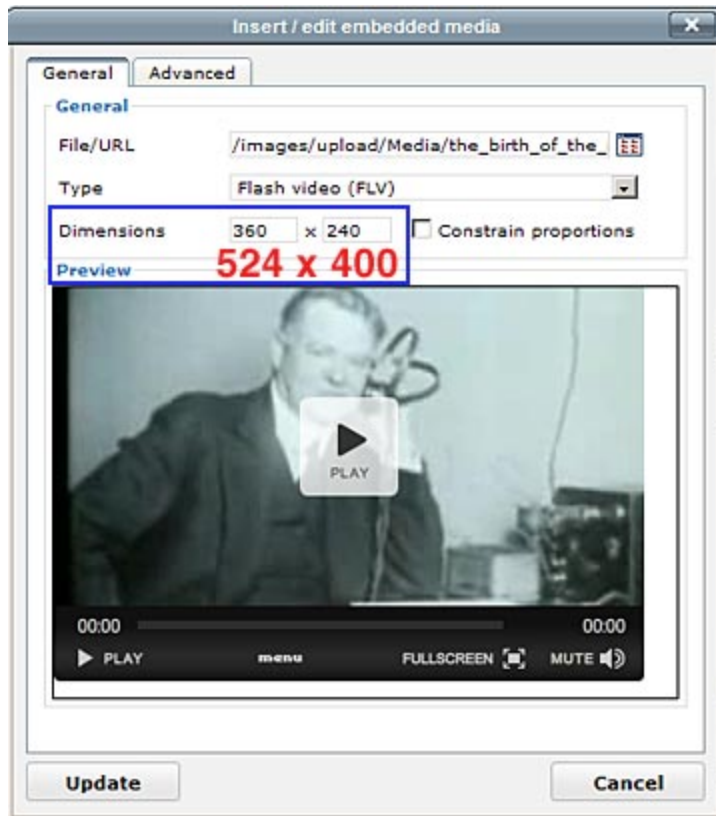 Insert / edit embedded media
General Advanced
General
File/URL /images/upload/Media/the_birth_of_the_
Type Flash video (FLV)
Dimensions 360 x 240 Constrain proportions
524 x 400
Preview
PLAY
00:00 00:00
PLAY menu FULLSCREEN MUTE
Update Cancel